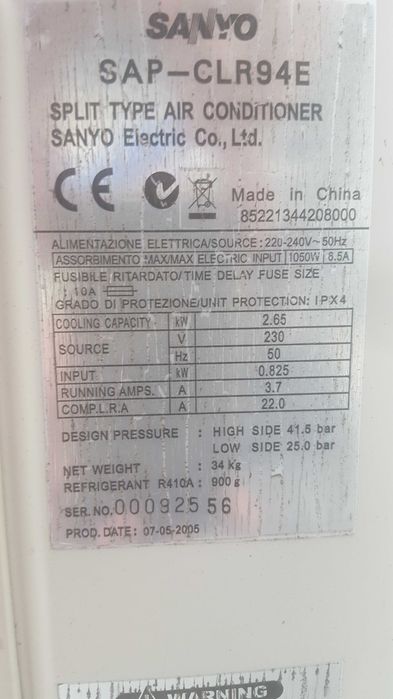 SANYO
SAP-CLR94E
SPLIT TYPE AIR CONDITIONER
SANYO Electric Co., Ltd.
CE
Made in China
85221344208000
ALIMENTAZIONE ELETTRICA/SOURCE : 220-240V~50Hz
ASSORBIMENTO MAX/MAX ELECTRIC INPUT 1050W 8.5A
FUSIBILE RITARDATO/TIME DELAY FUSE SIZE
: 10A
GRADO DI PROTEZIONE/UNIT PROTECTION: IPX4
COOLING CAPACITY kW 2.65
SOURCE V 230
Hz 50
INPUT kW 0.825
RUNNING AMPS. A 3.7
COMP.L.R.A A 22.0
DESIGN PRESSURE : HIGH SIDE 41.5 bar
LOW SIDE 25.0 bar
NET WEIGHT : 34 kg
REFRIGERANT R410A : 900 g
SER. NO. 00092556
PROD. DATE : 07-05-2005
WARNING